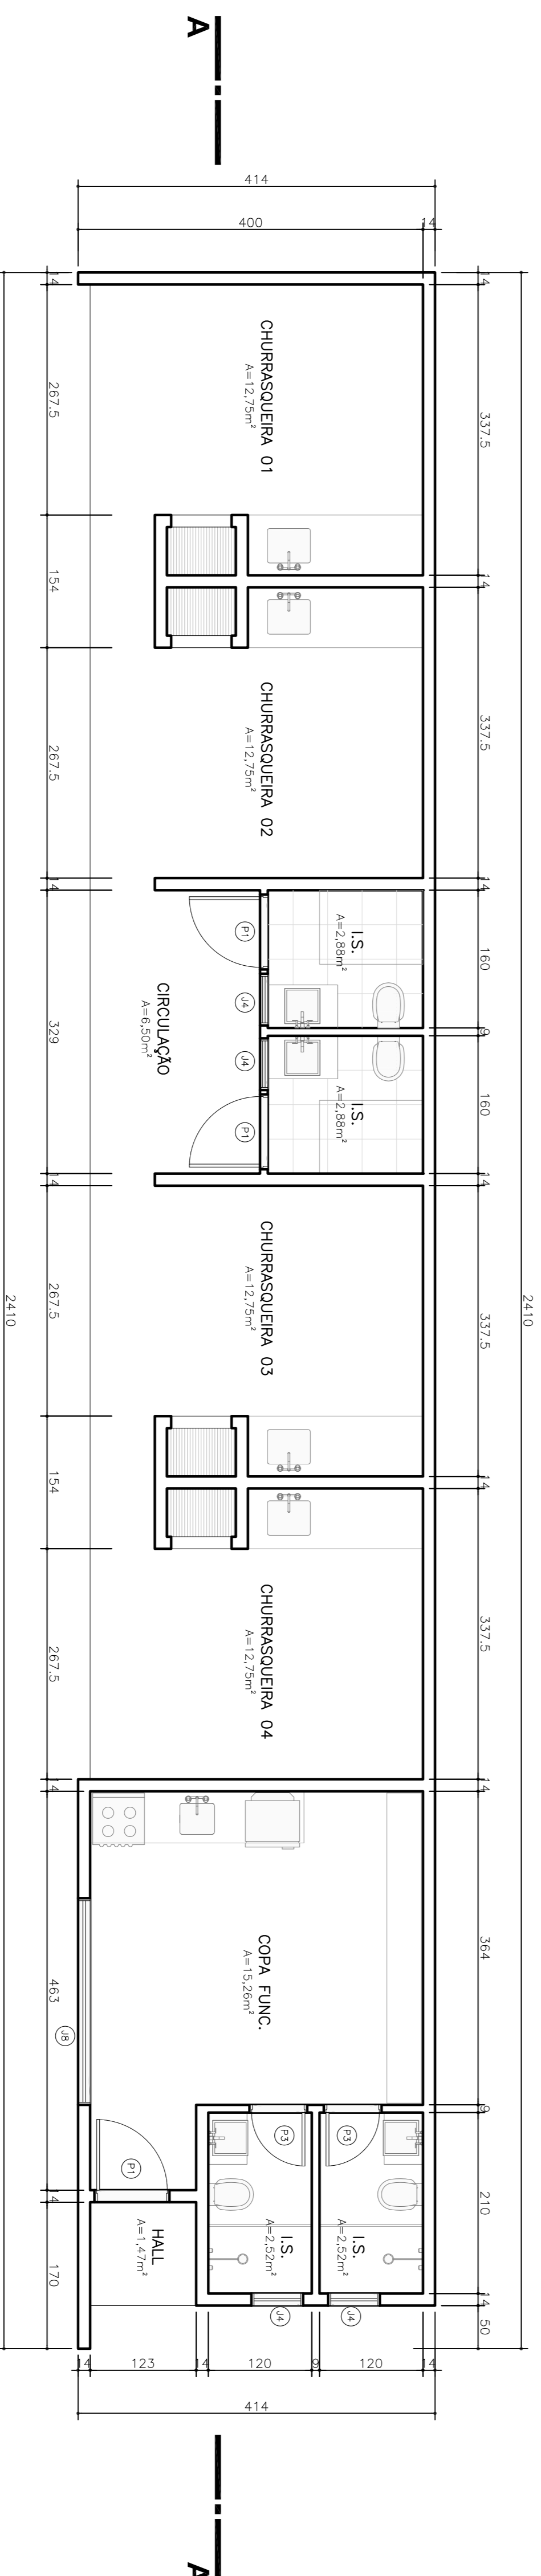 A
414
400
14
2410
14
337.5
14
337.5
14
160
9
160
14
337.5
14
337.5
14
364
9
210
14
50
CHURRASQUEIRA 01
A=12,75m²
CHURRASQUEIRA 02
A=12,75m²
I.S.
A=2,88m²
I.S.
A=2,88m²
P1
J4
J4
P1
CIRCULAÇÃO
A=6,50m²
CHURRASQUEIRA 03
A=12,75m²
CHURRASQUEIRA 04
A=12,75m²
COPA FUNC.
A=15,26m²
P3
P3
I.S.
A=2,52m²
I.S.
A=2,52m²
J4
J4
P1
HALL
A=1,47m²
J8
14
267.5
154
267.5
14
329
14
267.5
154
267.5
14
463
14
170
2410
14
123
14
120
9
120
14
414
A